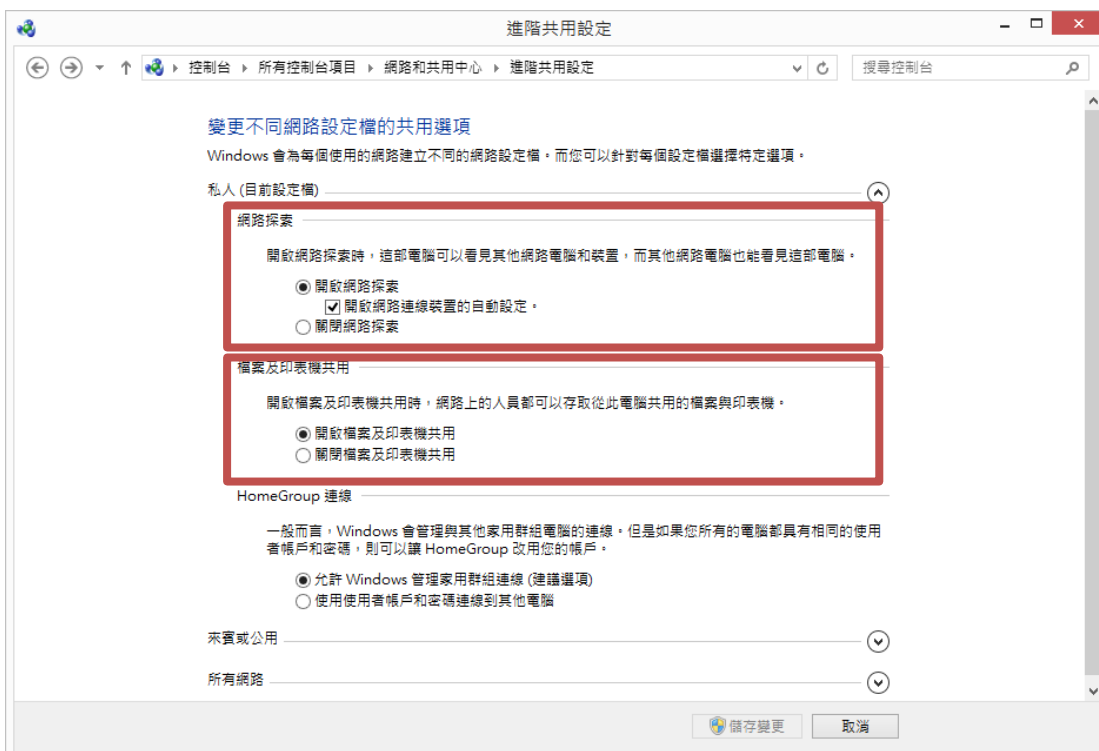 進階共用設定
控制台 ▸ 所有控制台項目 ▸ 網路和共用中心 ▸ 進階共用設定
搜尋控制台
變更不同網路設定檔的共用選項
Windows 會為每個使用的網路建立不同的網路設定檔。而您可以針對每個設定檔選擇特定選項。
私人 (目前設定檔)
網路探索
開啟網路探索時，這部電腦可以看見其他網路電腦和裝置，而其他網路電腦也能看見這部電腦。
開啟網路探索
開啟網路連線裝置的自動設定。
關閉網路探索
檔案及印表機共用
開啟檔案及印表機共用時，網路上的人員都可以存取從此電腦共用的檔案與印表機。
開啟檔案及印表機共用
關閉檔案及印表機共用
HomeGroup 連線
一般而言，Windows 會管理與其他家用群組電腦的連線。但是如果您所有的電腦都具有相同的使用
者帳戶和密碼，則可以讓 HomeGroup 改用您的帳戶。
允許 Windows 管理家用群組連線 (建議選項)
使用使用者帳戶和密碼連線到其他電腦
來賓或公用
所有網路
儲存變更
取消